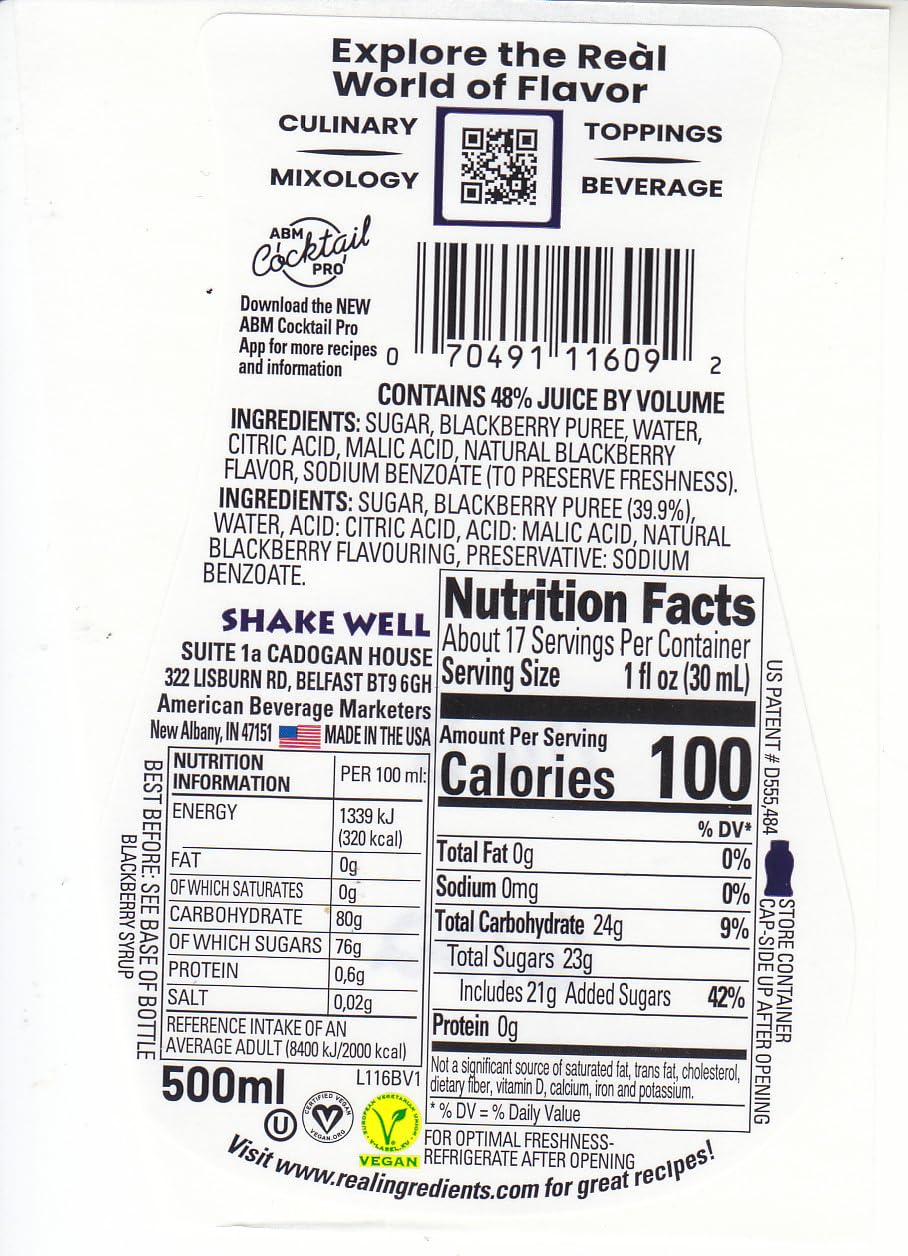 Explore the Reàl
World of Flavor
CULINARY
MIXOLOGY
TOPPINGS
BEVERAGE
ABM
Cocktail
PRO
Download the NEW
ABM Cocktail Pro
App for more recipes
and information
0 70491 11609 2
CONTAINS 48% JUICE BY VOLUME
INGREDIENTS: SUGAR, BLACKBERRY PUREE, WATER,
CITRIC ACID, MALIC ACID, NATURAL BLACKBERRY
FLAVOR, SODIUM BENZOATE (TO PRESERVE FRESHNESS).
INGREDIENTS: SUGAR, BLACKBERRY PUREE (39.9%),
WATER, ACID: CITRIC ACID, ACID: MALIC ACID, NATURAL
BLACKBERRY FLAVOURING, PRESERVATIVE: SODIUM
BENZOATE.
SHAKE WELL
SUITE 1a CADOGAN HOUSE
322 LISBURN RD, BELFAST BT9 6GH
American Beverage Marketers
New Albany, IN 47151 MADE IN THE USA
NUTRITION INFORMATION PER 100 ml:
ENERGY 1339 kJ
(320 kcal)
FAT 0g
OF WHICH SATURATES 0g
CARBOHYDRATE 80g
OF WHICH SUGARS 76g
PROTEIN 0,6g
SALT 0,02g
REFERENCE INTAKE OF AN
AVERAGE ADULT (8400 kJ/2000 kcal)
BEST BEFORE: SEE BASE OF BOTTLE
BLACKBERRY SYRUP
Nutrition Facts
About 17 Servings Per Container
Serving Size 1 fl oz (30 mL)
Amount Per Serving
Calories 100
% DV*
Total Fat 0g 0%
Sodium 0mg 0%
Total Carbohydrate 24g 9%
Total Sugars 23g
Includes 21g Added Sugars 42%
Protein 0g
Not a significant source of saturated fat, trans fat, cholesterol,
dietary fiber, vitamin D, calcium, iron and potassium.
* % DV = % Daily Value
US PATENT # D555,484
STORE CONTAINER
CAP-SIDE UP AFTER OPENING
500ml
L116BV1
U
CERTIFIED VEGAN
VEGAN.ORG
EUROPEAN VEGETARIAN UNION
V-LABEL.EU
VEGAN
FOR OPTIMAL FRESHNESS-
REFRIGERATE AFTER OPENING
Visit www.realingredients.com for great recipes!